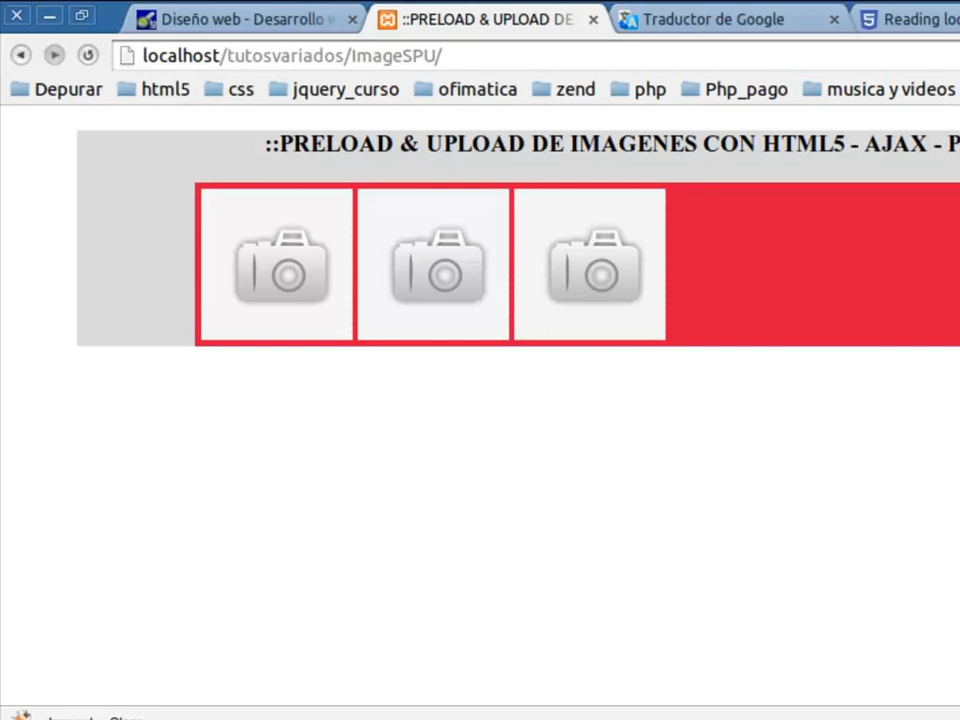 Diseño web - Desarrollo
::PRELOAD & UPLOAD DE
Traductor de Google
Reading
localhost/tutosvariados/ImageSPU/
Depurar html5 css jquery_curso ofimatica zend php Php_pago musica y videos
::PRELOAD & UPLOAD DE IMAGENES CON HTML5 - AJAX -